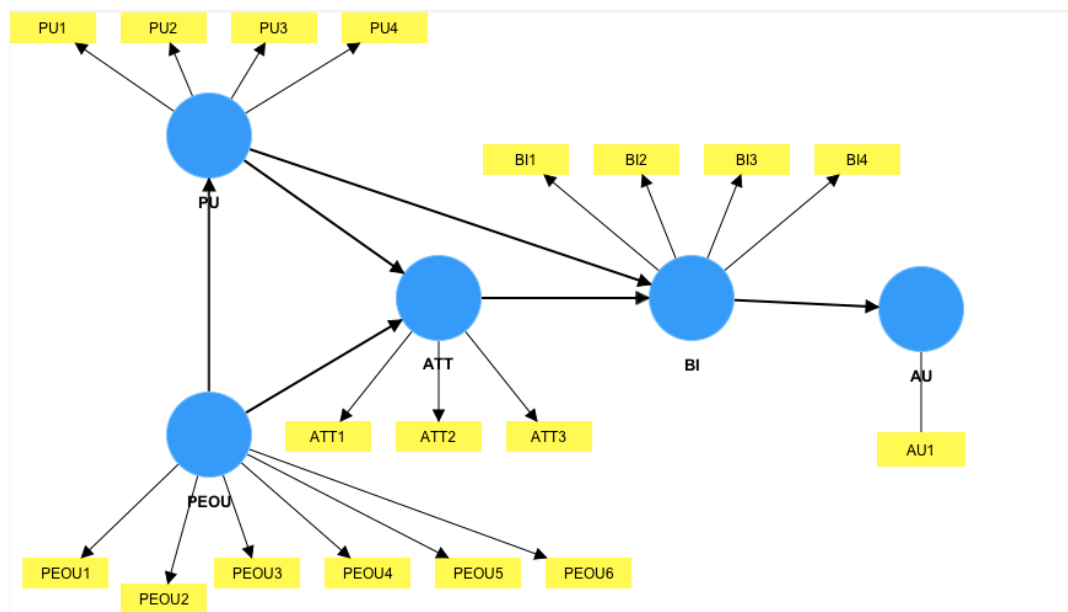 PU1
PU2
PU3
PU4
PU
BI1
BI2
BI3
BI4
ATT
BI
AU
ATT1
ATT2
ATT3
AU1
PEOU
PEOU1
PEOU2
PEOU3
PEOU4
PEOU5
PEOU6